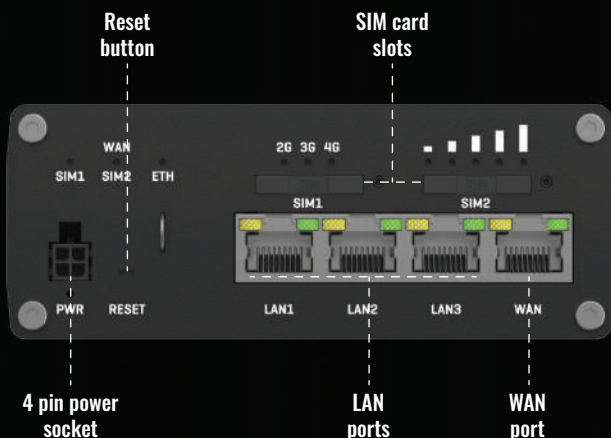 Reset
button
SIM card
slots
WAN
SIM1 SIM2 ETH
2G 3G 4G
SIM1 SIM2
PWR RESET LAN1 LAN2 LAN3 WAN
4 pin power
socket
LAN
ports
WAN
port